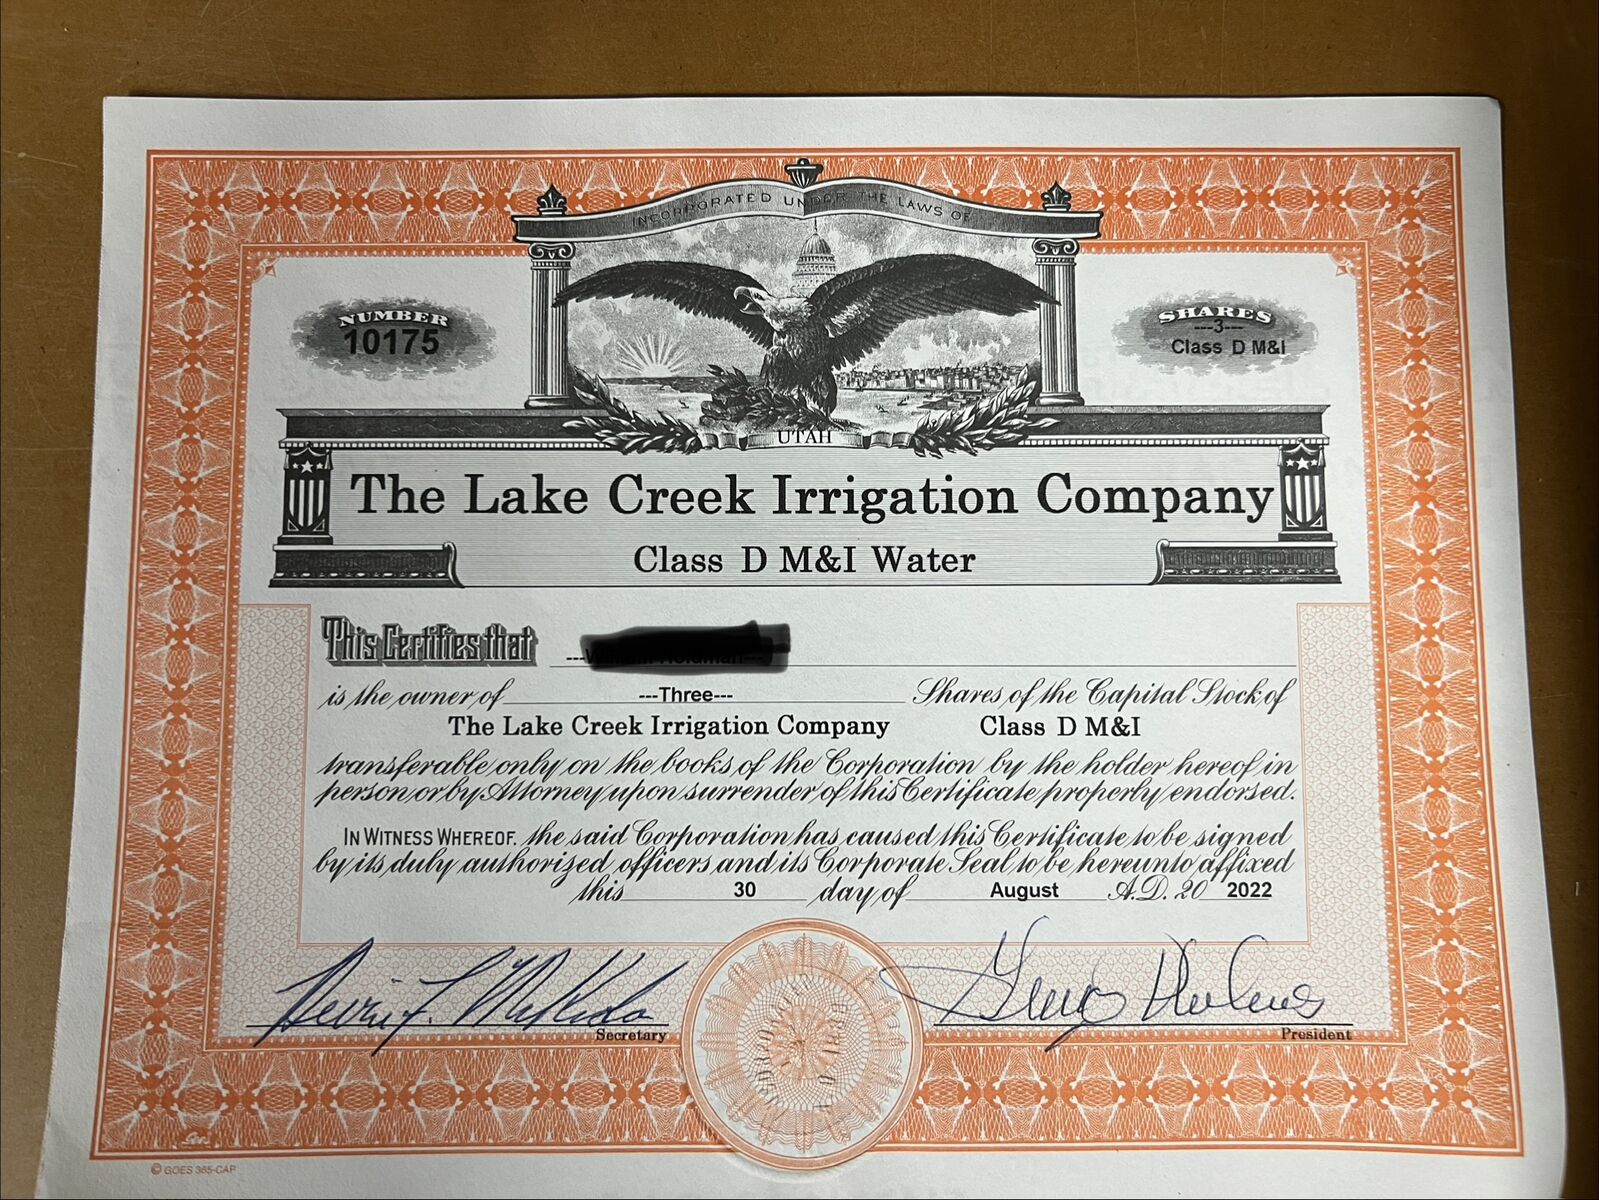 INCORPORATED UNDER THE LAWS OF
NUMBER
10175
SHARES
---3---
Class D M&I
UTAH
The Lake Creek Irrigation Company
Class D M&I Water
This Certifies that
is the owner of ---Three--- Shares of the Capital Stock of
The Lake Creek Irrigation Company Class D M&I
transferable only on the books of the Corporation by the holder hereof in
person or by Attorney upon surrender of this Certificate properly endorsed.
IN WITNESS WHEREOF, the said Corporation has caused this Certificate to be signed
by its duly authorized officers and its Corporate Seal to be hereunto affixed
this 30 day of August A.D. 20 2022
Secretary
President
© GOES 365-CAP